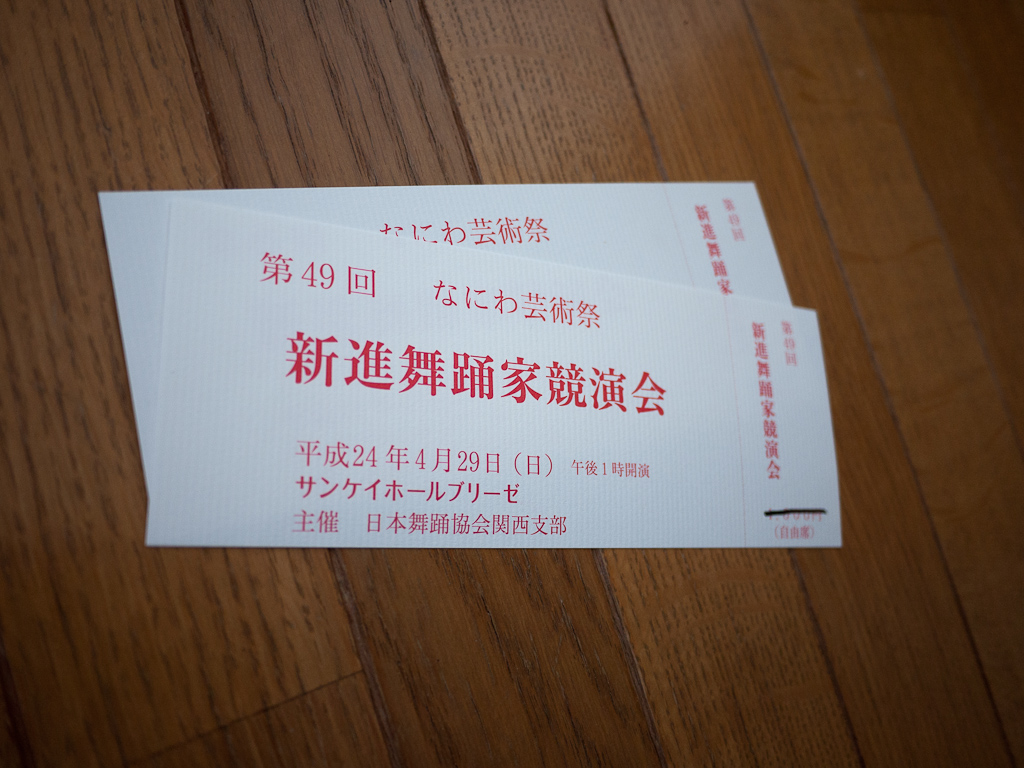 なにわ芸術祭
第49回
新進舞踊家
第49回 なにわ芸術祭
新進舞踊家競演会
平成24年4月29日(日) 午後1時開演
サンケイホールブリーゼ
主催 日本舞踊協会関西支部
第49回
新進舞踊家競演会
(自由席)